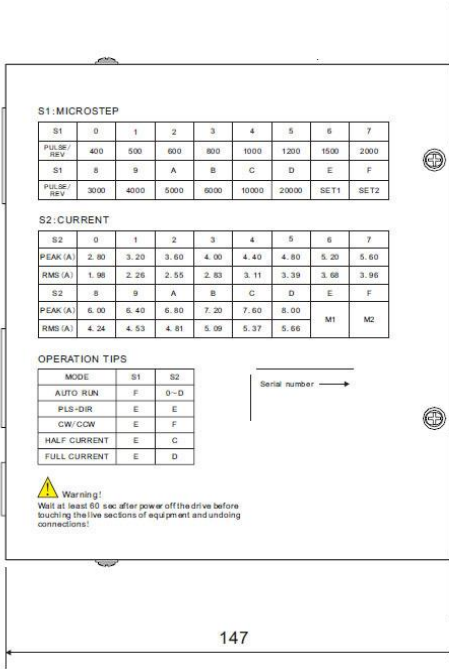 S1:MICROSTEP
S1 0 1 2 3 4 5 6 7
PULSE/REV 400 500 600 800 1000 1200 1500 2000
S1 8 9 A B C D E F
PULSE/REV 3000 4000 5000 6000 10000 20000 SET1 SET2
S2:CURRENT
S2 0 1 2 3 4 5 6 7
PEAK(A) 2.80 3.20 3.60 4.00 4.40 4.80 5.20 5.60
RMS(A) 1.98 2.26 2.55 2.83 3.11 3.39 3.68 3.96
S2 8 9 A B C D E F
PEAK(A) 6.00 6.40 6.80 7.20 7.60 8.00 M1 M2
RMS(A) 4.24 4.53 4.81 5.09 5.37 5.66
OPERATION TIPS
MODE S1 S2
AUTO RUN F 0~D
PLS-DIR E E
CW/CCW E F
HALF CURRENT E C
FULL CURRENT E D
Serial number
Warning!
Wait at least 60 sec after power off the drive before
touching the live sections of equipment and undoing
connections!
147